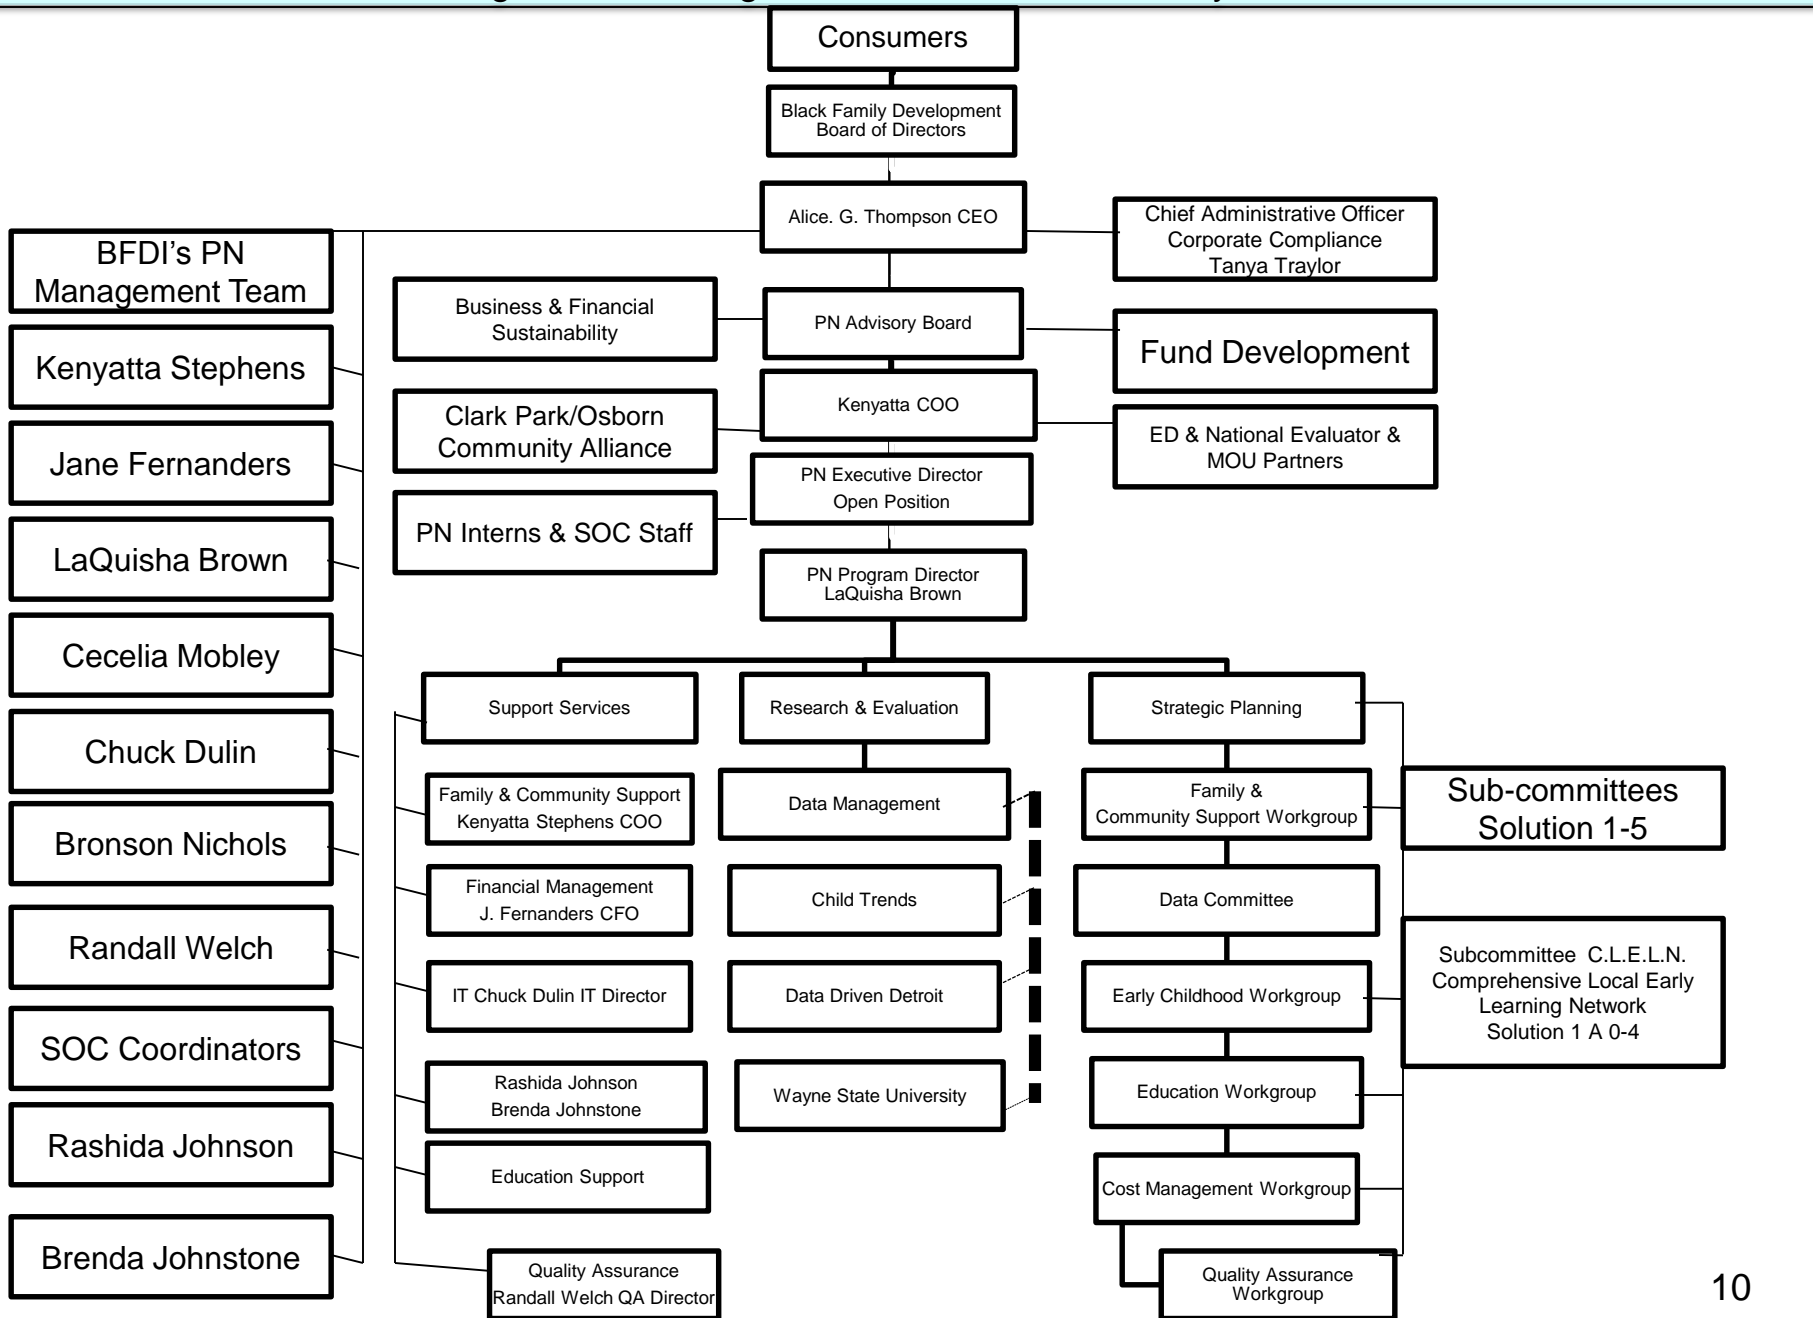 Consumers
Black Family Development
Board of Directors
Alice. G. Thompson CEO
Chief Administrative Officer
Corporate Compliance
Tanya Traylor
BFDI's PN
Management Team
Business & Financial
Sustainability
PN Advisory Board
Fund Development
Kenyatta Stephens
Clark Park/Osborn
Community Alliance
Kenyatta COO
ED & National Evaluator &
MOU Partners
Jane Fernanders
PN Executive Director
Open Position
PN Interns & SOC Staff
LaQuisha Brown
PN Program Director
LaQuisha Brown
Cecelia Mobley
Support Services
Research & Evaluation
Strategic Planning
Chuck Dulin
Family & Community Support
Kenyatta Stephens COO
Data Management
Family &
Community Support Workgroup
Sub-committees
Solution 1-5
Bronson Nichols
Financial Management
J. Fernanders CFO
Child Trends
Data Committee
Randall Welch
IT Chuck Dulin IT Director
Data Driven Detroit
Early Childhood Workgroup
Subcommittee C.L.E.L.N.
Comprehensive Local Early
Learning Network
Solution 1 A 0-4
SOC Coordinators
Rashida Johnson
Brenda Johnstone
Wayne State University
Education Workgroup
Rashida Johnson
Education Support
Cost Management Workgroup
Brenda Johnstone
Quality Assurance
Randall Welch QA Director
Quality Assurance
Workgroup
10